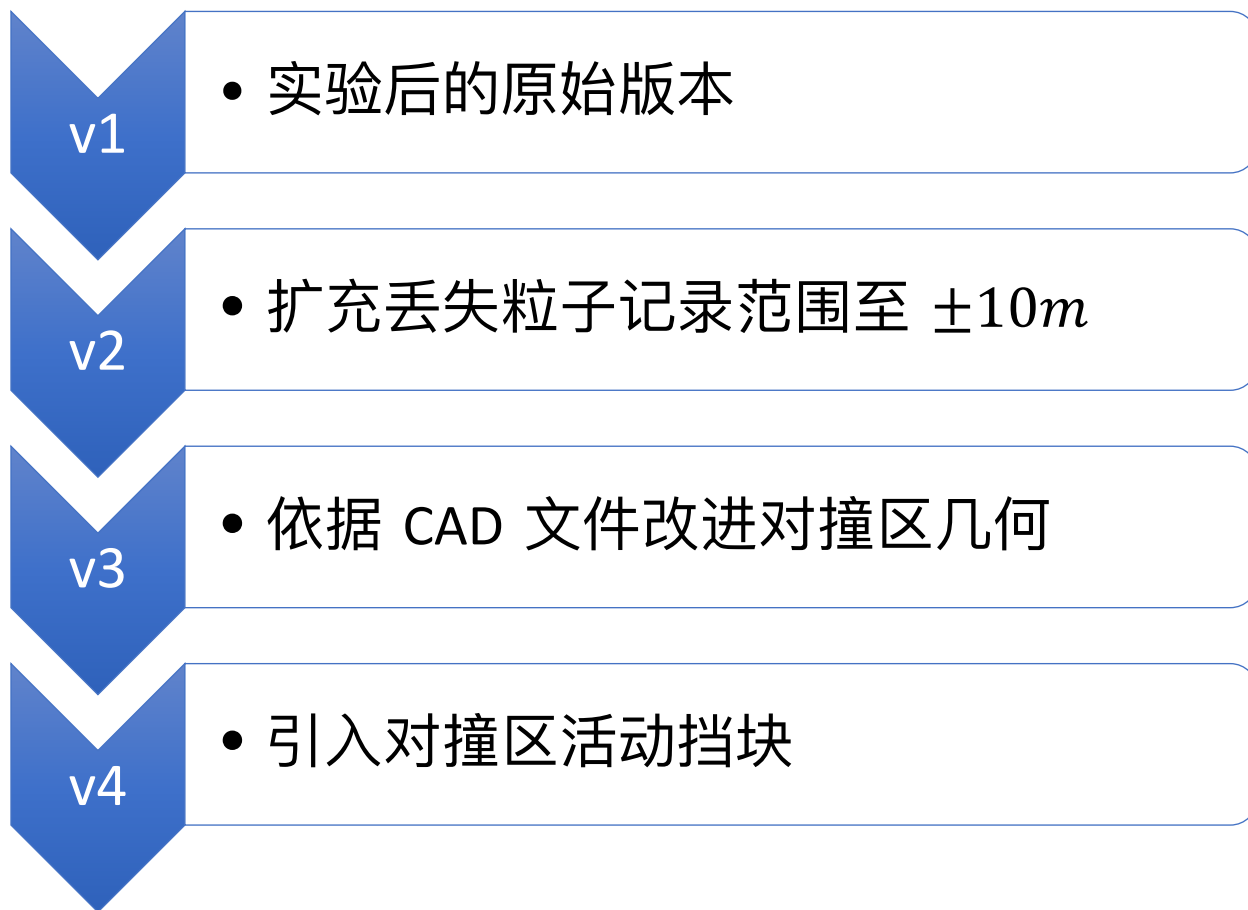 v1
• 实验后的原始版本
v2
• 扩充丢失粒子记录范围至 ±10m
v3
• 依据 CAD 文件改进对撞区几何
v4
• 引入对撞区活动挡块